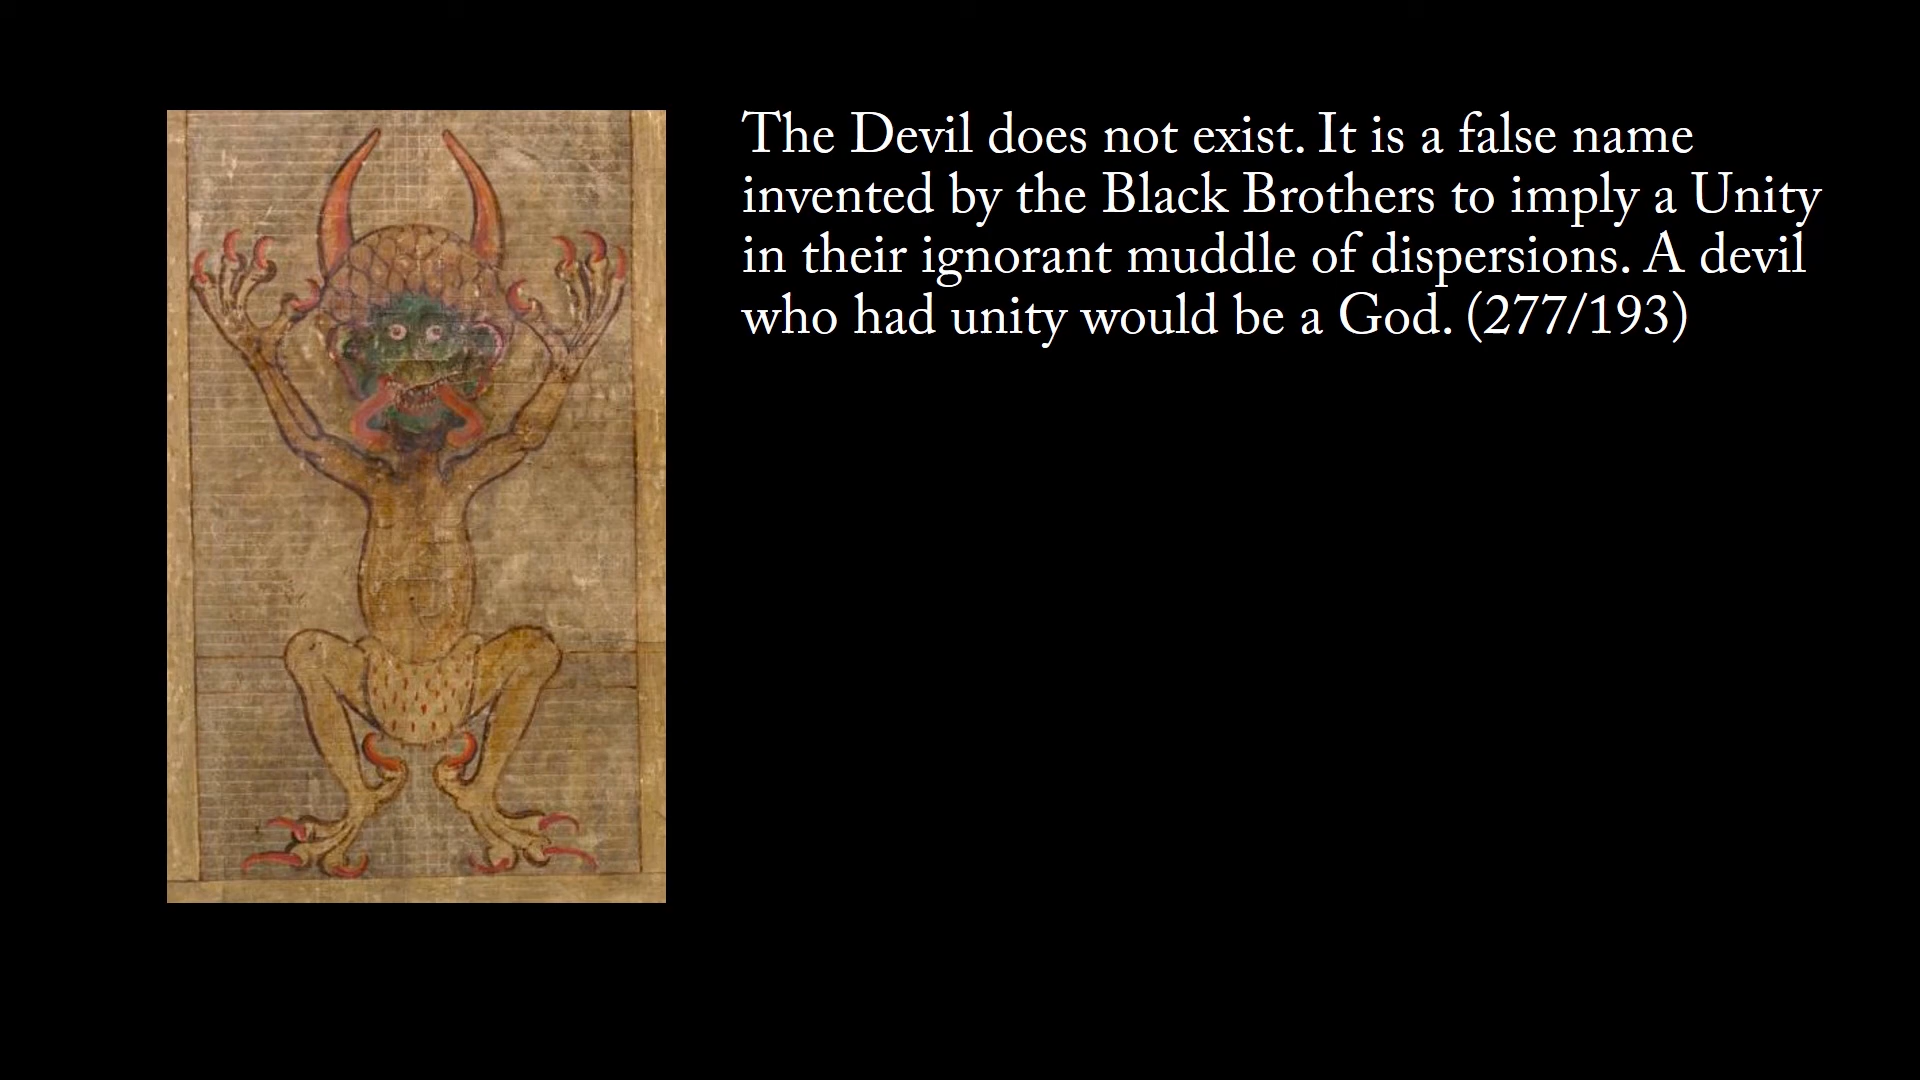 The Devil does not exist. It is a false name
invented by the Black Brothers to imply a Unity
in their ignorant muddle of dispersions. A devil
who had unity would be a God. (277/193)